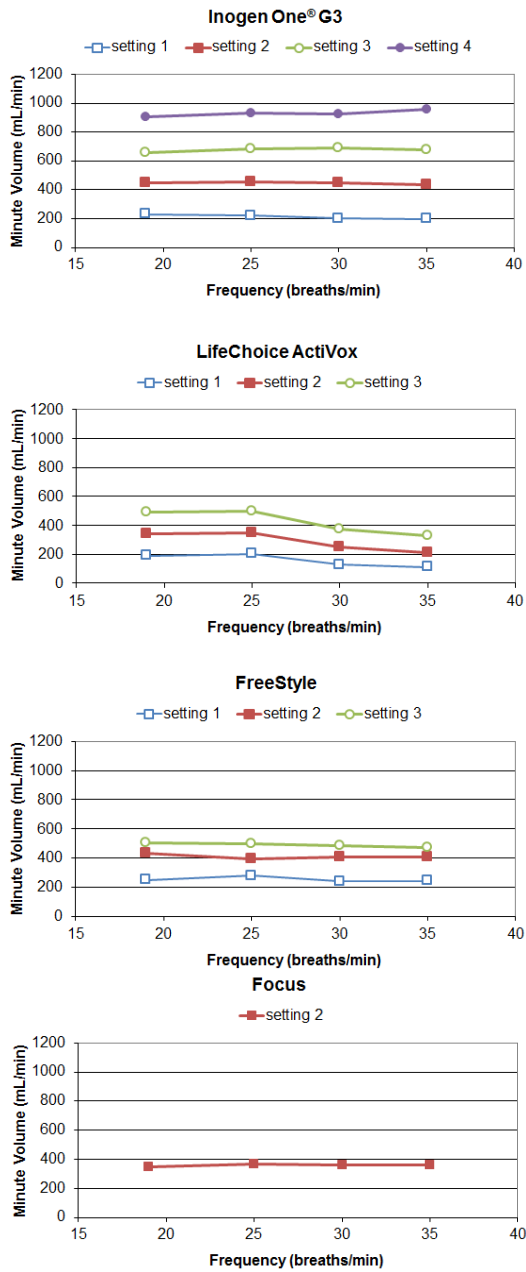 Inogen One® G3
setting 1 setting 2 setting 3 setting 4
Minute Volume (mL/min)
1200
1000
800
600
400
200
0
15 20 25 30 35 40
Frequency (breaths/min)
LifeChoice ActiVox
setting 1 setting 2 setting 3
Minute Volume (mL/min)
1200
1000
800
600
400
200
0
15 20 25 30 35 40
Frequency (breaths/min)
FreeStyle
setting 1 setting 2 setting 3
Minute Volume (mL/min)
1200
1000
800
600
400
200
0
15 20 25 30 35 40
Frequency (breaths/min)
Focus
setting 2
Minute Volume (mL/min)
1200
1000
800
600
400
200
0
15 20 25 30 35 40
Frequency (breaths/min)